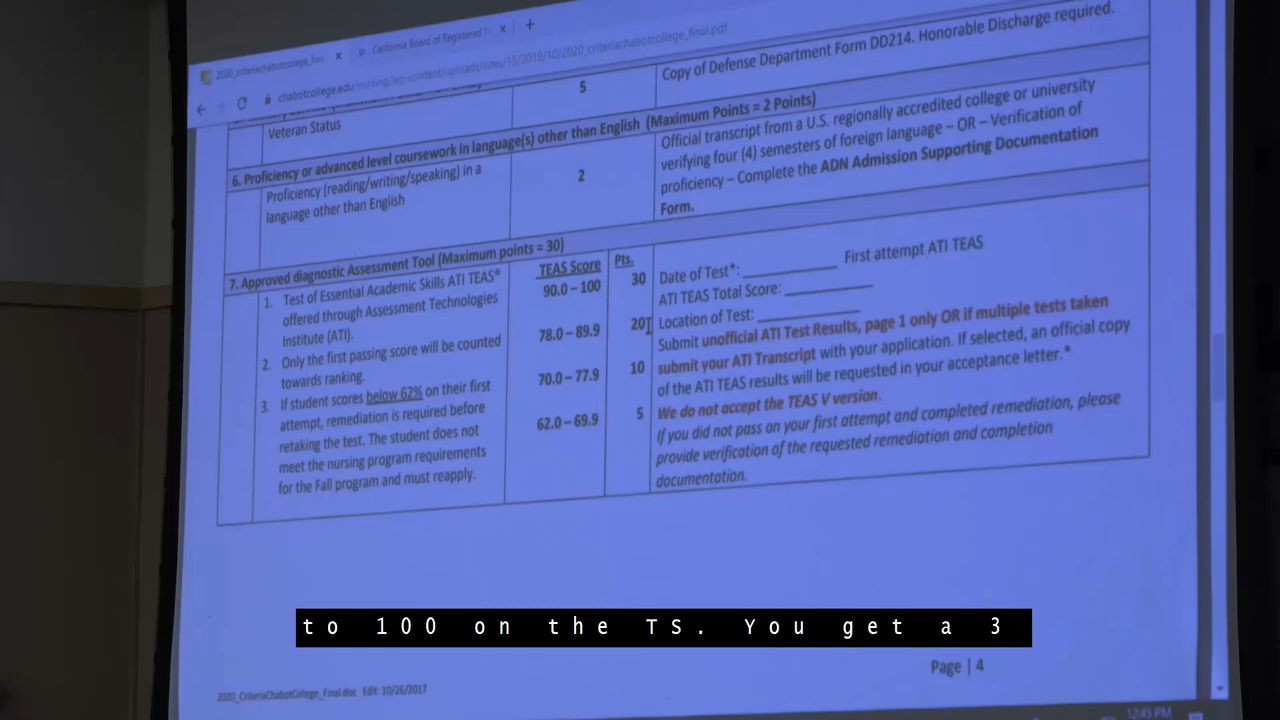 2020_criteriachabotcollege_fina
California Board of Registered
chabotcollege.edu/nursing/wp-content/uploads/sites/15/2019/10/2020_criteriachabotcollege_final.pdf
Veteran Status
5
Copy of Defense Department Form DD214. Honorable Discharge required.
6. Proficiency or advanced level coursework in language(s) other than English (Maximum Points = 2 Points)
Proficiency (reading/writing/speaking) in a
language other than English
2
Official transcript from a U.S. regionally accredited college or university
verifying four (4) semesters of foreign language – OR – Verification of
proficiency – Complete the ADN Admission Supporting Documentation
Form.
7. Approved diagnostic Assessment Tool (Maximum points = 30)
1. Test of Essential Academic Skills ATI TEAS®
offered through Assessment Technologies
Institute (ATI).
2. Only the first passing score will be counted
towards ranking.
3. If student scores below 62% on their first
attempt, remediation is required before
retaking the test. The student does not
meet the nursing program requirements
for the Fall program and must reapply.
TEAS Score
90.0 – 100
78.0 – 89.9
70.0 – 77.9
62.0 – 69.9
Pts.
30
20
10
5
Date of Test*: __________ First attempt ATI TEAS
ATI TEAS Total Score: __________
Location of Test: __________
Submit unofficial ATI Test Results, page 1 only OR if multiple tests taken
submit your ATI Transcript with your application. If selected, an official copy
of the ATI TEAS results will be requested in your acceptance letter.*
We do not accept the TEAS V version.
If you did not pass on your first attempt and completed remediation, please
provide verification of the requested remediation and completion
documentation.
to 100 on the TS. You get a 3
Page | 4
2020_CriteriaChabotCollege_Final.doc Edit: 10/26/2017
12:45 PM